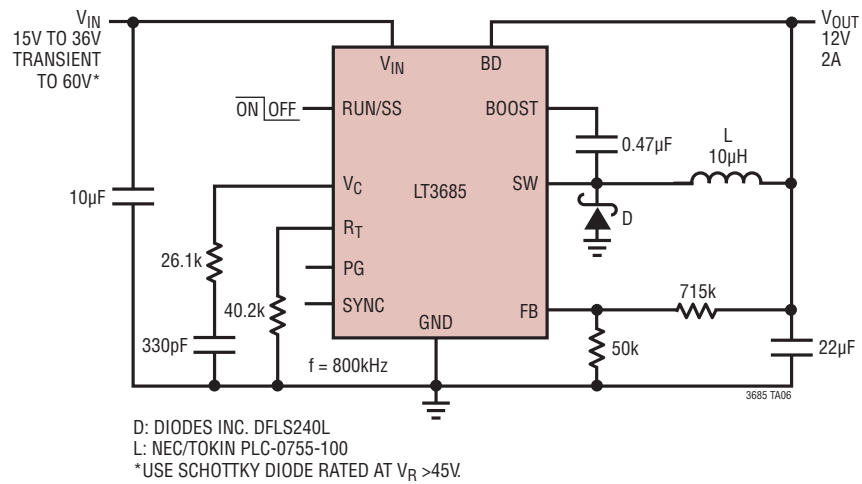 VIN
15V TO 36V
TRANSIENT
TO 60V*
VOUT
12V
2A
VIN
BD
ON OFF
RUN/SS
BOOST
0.47µF
L
10µH
VC
LT3685
SW
10µF
RT
D
26.1k
PG
40.2k
SYNC
FB
715k
GND
330pF
f = 800kHz
50k
22µF
3685 TA06
D: DIODES INC. DFLS240L
L: NEC/TOKIN PLC-0755-100
*USE SCHOTTKY DIODE RATED AT VR >45V.